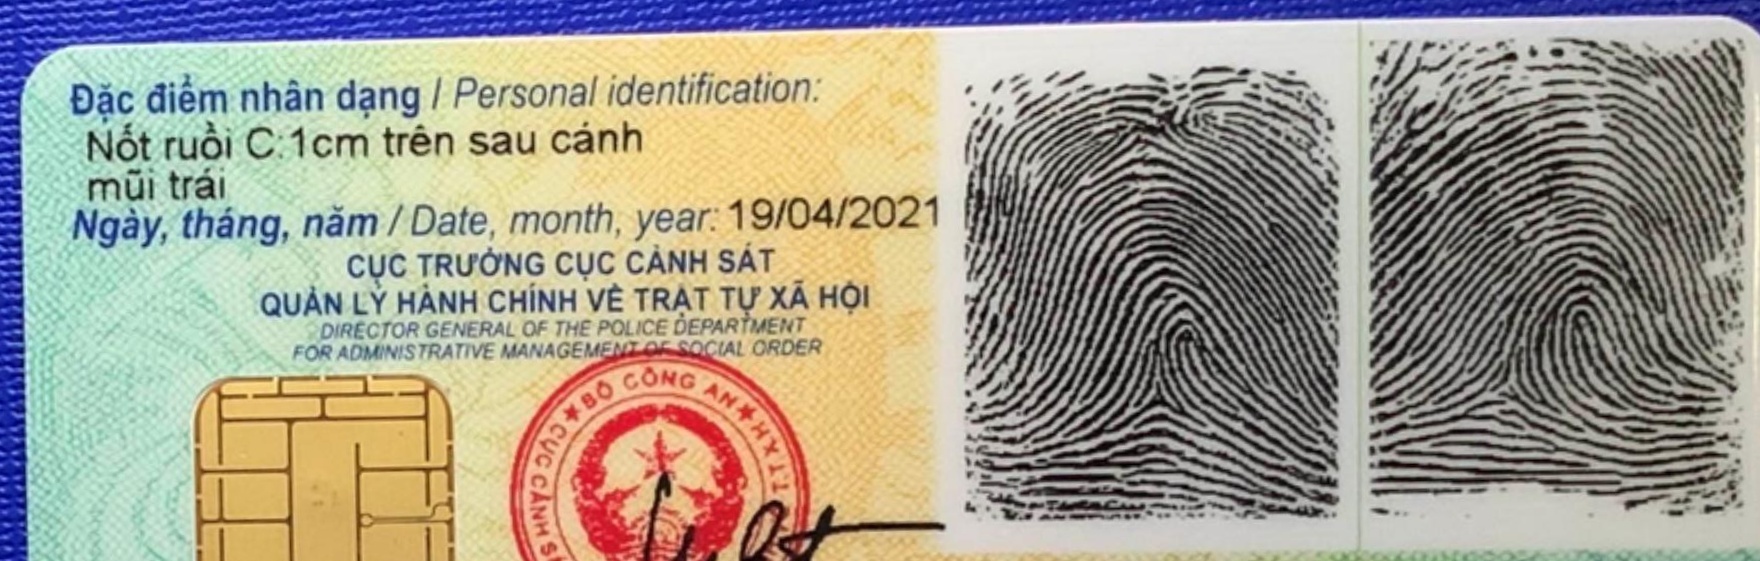 Đặc điểm nhân dạng / Personal identification:
Nốt ruồi C:1cm trên sau cánh
mũi trái
Ngày, tháng, năm / Date, month, year: 19/04/2021
CỤC TRƯỞNG CỤC CẢNH SÁT
QUẢN LÝ HÀNH CHÍNH VỀ TRẬT TỰ XÃ HỘI
DIRECTOR GENERAL OF THE POLICE DEPARTMENT
FOR ADMINISTRATIVE MANAGEMENT OF SOCIAL ORDER
BỘ CÔNG AN
CỤC CẢNH S